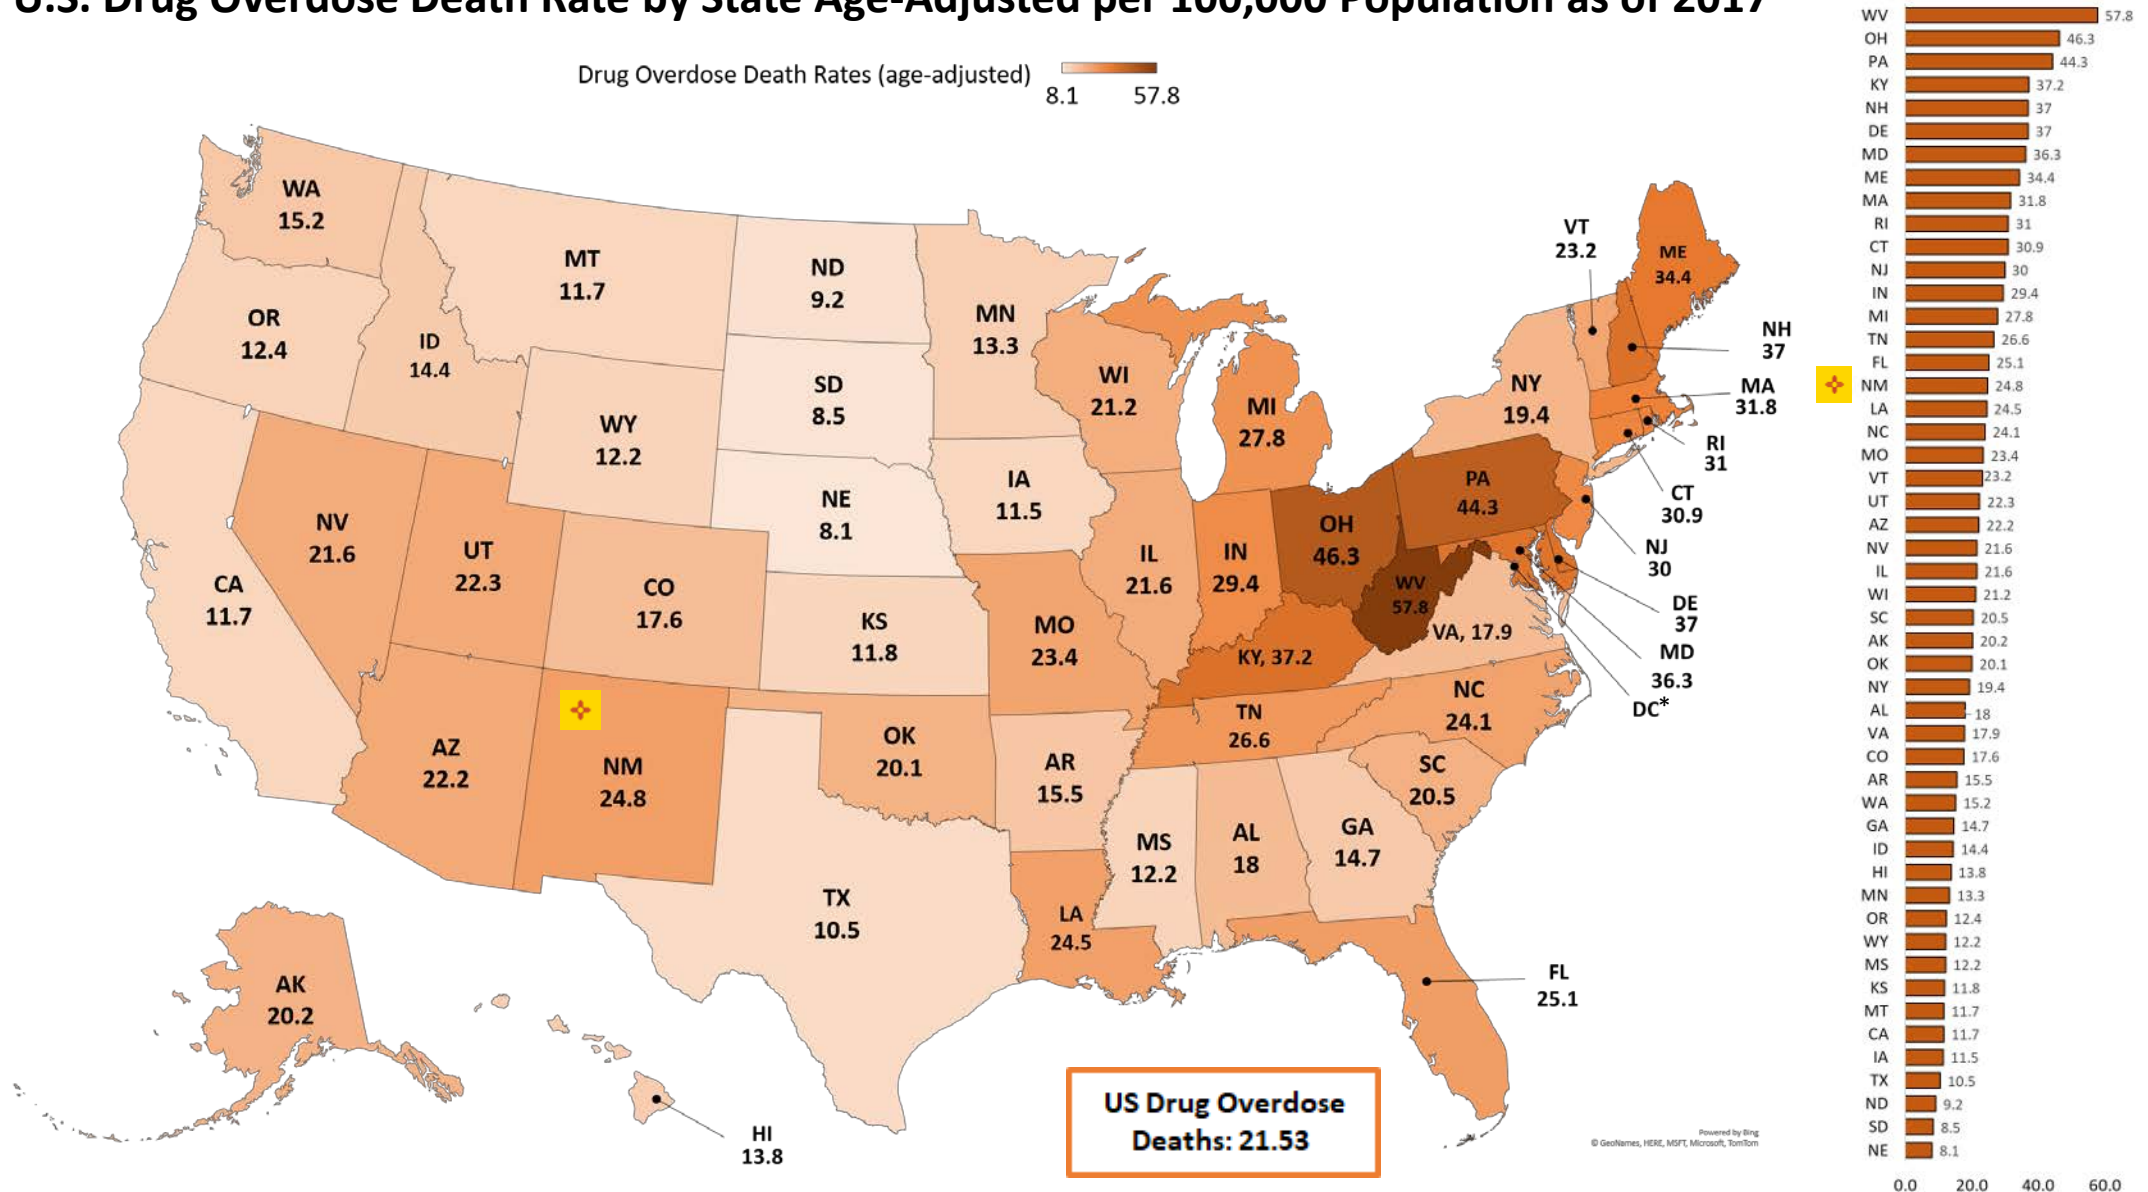 U.S. Drug Overdose Death Rate by State Age-Adjusted per 100,000 Population as of 2017
Drug Overdose Death Rates (age-adjusted)
8.1 57.8
WA
15.2
OR
12.4
ID
14.4
MT
11.7
ND
9.2
MN
13.3
SD
8.5
WY
12.2
WI
21.2
MI
27.8
NY
19.4
VT
23.2
ME
34.4
NH
37
MA
31.8
RI
31
CT
30.9
NJ
30
DE
37
MD
36.3
DC*
PA
44.3
OH
46.3
WV
57.8
VA, 17.9
KY, 37.2
IN
29.4
IL
21.6
IA
11.5
NE
8.1
NV
21.6
UT
22.3
CO
17.6
CA
11.7
KS
11.8
MO
23.4
AZ
22.2
NM
24.8
OK
20.1
AR
15.5
TN
26.6
NC
24.1
SC
20.5
MS
12.2
AL
18
GA
14.7
TX
10.5
LA
24.5
FL
25.1
AK
20.2
HI
13.8
US Drug Overdose
Deaths: 21.53
Powered by Bing
© GeoNames, HERE, MSFT, Microsoft, TomTom
WV 57.8
OH 46.3
PA 44.3
KY 37.2
NH 37
DE 37
MD 36.3
ME 34.4
MA 31.8
RI 31
CT 30.9
NJ 30
IN 29.4
MI 27.8
TN 26.6
FL 25.1
NM 24.8
LA 24.5
NC 24.1
MO 23.4
VT 23.2
UT 22.3
AZ 22.2
NV 21.6
IL 21.6
WI 21.2
SC 20.5
AK 20.2
OK 20.1
NY 19.4
AL 18
VA 17.9
CO 17.6
AR 15.5
WA 15.2
GA 14.7
ID 14.4
HI 13.8
MN 13.3
OR 12.4
WY 12.2
MS 12.2
KS 11.8
MT 11.7
CA 11.7
IA 11.5
TX 10.5
ND 9.2
SD 8.5
NE 8.1
0.0 20.0 40.0 60.0